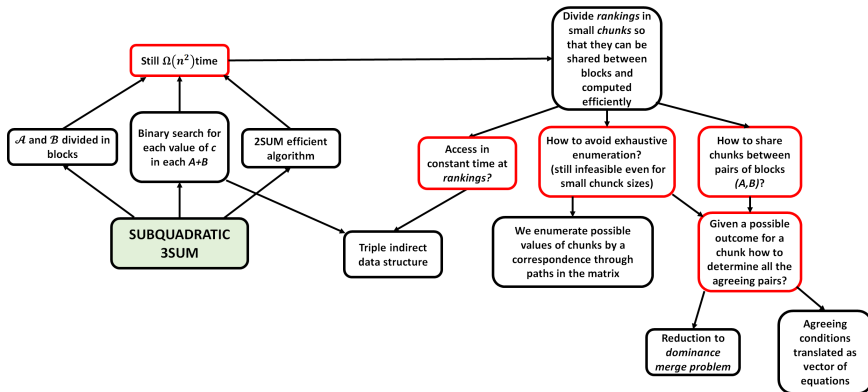 Divide rankings in
small chunks so
that they can be
shared between
blocks and
computed
efficiently
Still Ω(n²)time
𝒜 and ℬ divided in
blocks
Binary search for
each value of c
in each A+B
2SUM efficient
algorithm
Access in
constant time at
rankings?
How to avoid exhaustive
enumeration?
(still infeasible even for
small chunck sizes)
How to share
chunks between
pairs of blocks
(A,B)?
SUBQUADRATIC
3SUM
Triple indirect
data structure
We enumerate possible
values of chunks by a
correspondence through
paths in the matrix
Given a possible
outcome for a
chunk how to
determine all the
agreeing pairs?
Reduction to
dominance
merge problem
Agreeing
conditions
translated as
vector of
equations